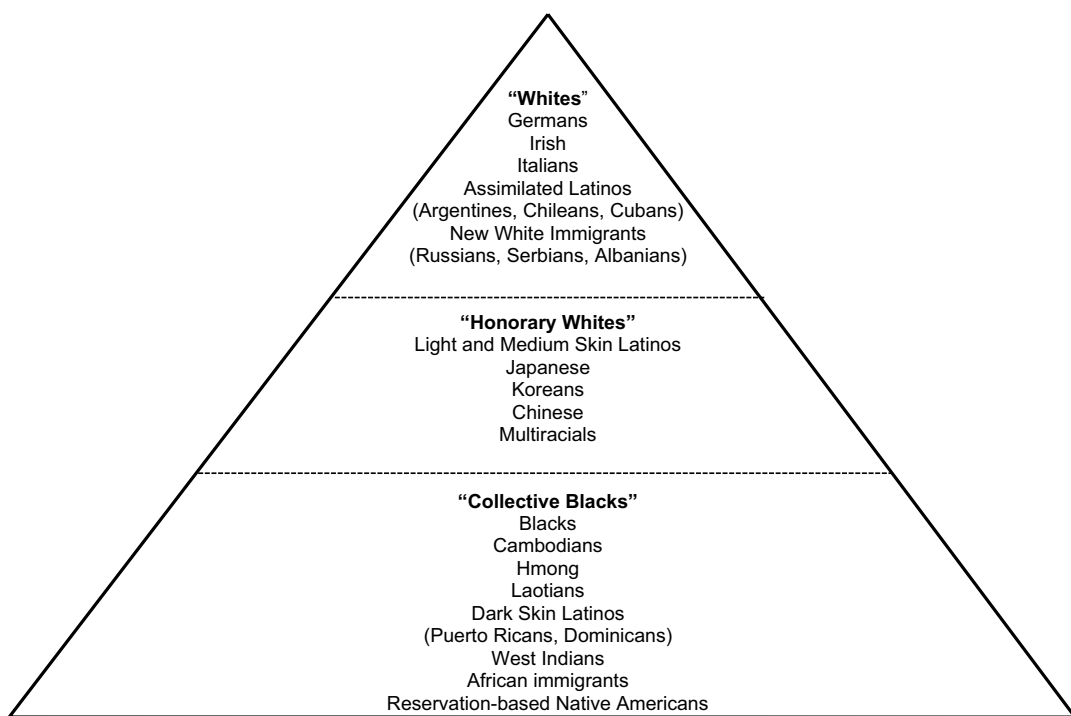 “Whites”
Germans
Irish
Italians
Assimilated Latinos
(Argentines, Chileans, Cubans)
New White Immigrants
(Russians, Serbians, Albanians)
“Honorary Whites”
Light and Medium Skin Latinos
Japanese
Koreans
Chinese
Multiracials
“Collective Blacks”
Blacks
Cambodians
Hmong
Laotians
Dark Skin Latinos
(Puerto Ricans, Dominicans)
West Indians
African immigrants
Reservation-based Native Americans